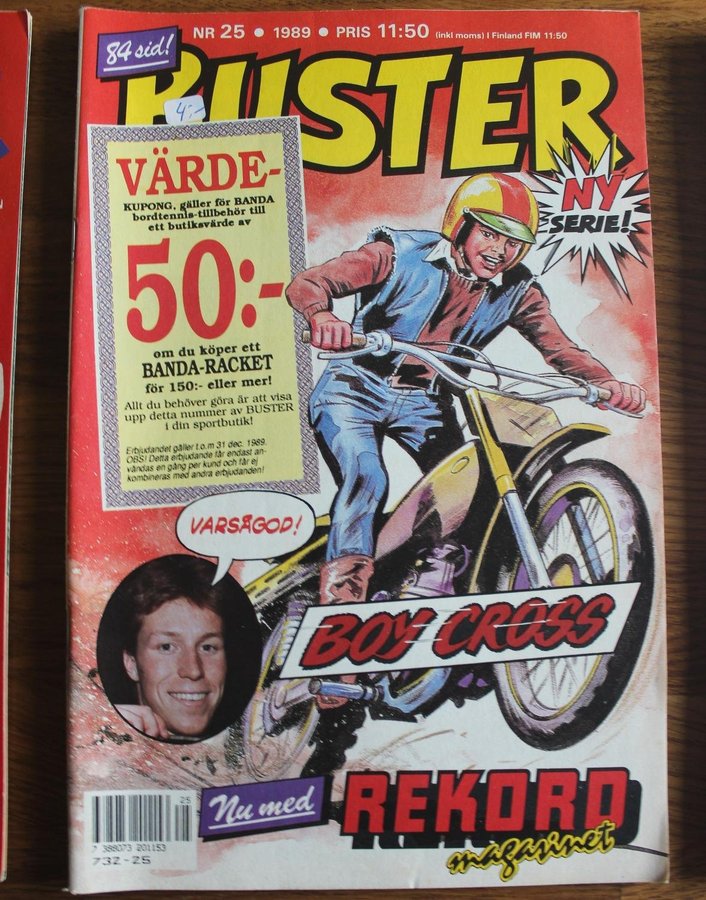 84 sid!
NR 25 • 1989 • PRIS 11:50 (inkl moms) I Finland FIM 11:50
BUSTER
4:-
VÄRDE-
KUPONG, gäller för BANDA
bordtennis-tillbehör till
ett butiksvärde av
50:-
om du köper ett
BANDA-RACKET
för 150:- eller mer!
Allt du behöver göra är att visa
upp detta nummer av BUSTER
i din sportbutik!
Erbjudandet gäller t.o.m 31 dec. 1989.
OBS! Detta erbjudande får endast an-
vändas en gång per kund och får ej
kombineras med andra erbjudanden!
NY
SERIE!
VARSÅGOD!
BOY CROSS
Nu med
REKORD
magasinet
25
7 388073 201153
732-25